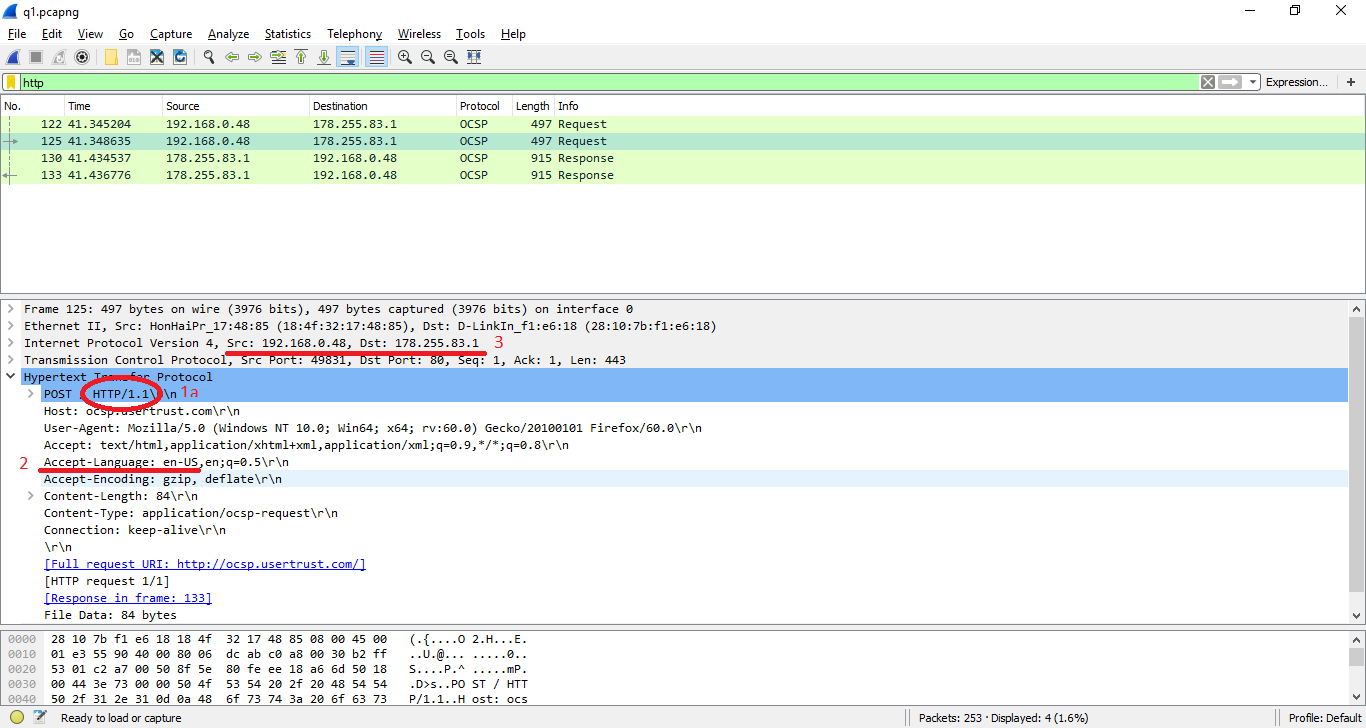 q1.pcapng
File Edit View Go Capture Analyze Statistics Telephony Wireless Tools Help
http Expression... +
No. Time Source Destination Protocol Length Info
122 41.345204 192.168.0.48 178.255.83.1 OCSP 497 Request
125 41.348635 192.168.0.48 178.255.83.1 OCSP 497 Request
130 41.434537 178.255.83.1 192.168.0.48 OCSP 915 Response
133 41.436776 178.255.83.1 192.168.0.48 OCSP 915 Response
Frame 125: 497 bytes on wire (3976 bits), 497 bytes captured (3976 bits) on interface 0
Ethernet II, Src: HonHaiPr_17:48:85 (18:4f:32:17:48:85), Dst: D-LinkIn_f1:e6:18 (28:10:7b:f1:e6:18)
Internet Protocol Version 4, Src: 192.168.0.48, Dst: 178.255.83.1 3
Transmission Control Protocol, Src Port: 49831, Dst Port: 80, Seq: 1, Ack: 1, Len: 443
Hypertext Transfer Protocol
POST / HTTP/1.1\r\n 1a
Host: ocsp.usertrust.com\r\n
User-Agent: Mozilla/5.0 (Windows NT 10.0; Win64; x64; rv:60.0) Gecko/20100101 Firefox/60.0\r\n
Accept: text/html,application/xhtml+xml,application/xml;q=0.9,*/*;q=0.8\r\n
2 Accept-Language: en-US,en;q=0.5\r\n
Accept-Encoding: gzip, deflate\r\n
Content-Length: 84\r\n
Content-Type: application/ocsp-request\r\n
Connection: keep-alive\r\n
\r\n
[Full request URI: http://ocsp.usertrust.com/]
[HTTP request 1/1]
[Response in frame: 133]
File Data: 84 bytes
0000 28 10 7b f1 e6 18 18 4f 32 17 48 85 08 00 45 00 (.{....O 2.H...E.
0010 01 e3 55 90 40 00 80 06 dc ab c0 a8 00 30 b2 ff ..U.@... .....0..
0020 53 01 c2 a7 00 50 8f 5e 80 fe ee 18 a6 6d 50 18 S....P.^ .....mP.
0030 00 44 3e 73 00 00 50 4f 53 54 20 2f 20 48 54 54 .D>s..PO ST / HTT
0040 50 2f 31 2e 31 0d 0a 48 6f 73 74 3a 20 6f 63 73 P/1.1..H ost: ocs
Ready to load or capture Packets: 253 · Displayed: 4 (1.6%) Profile: Default